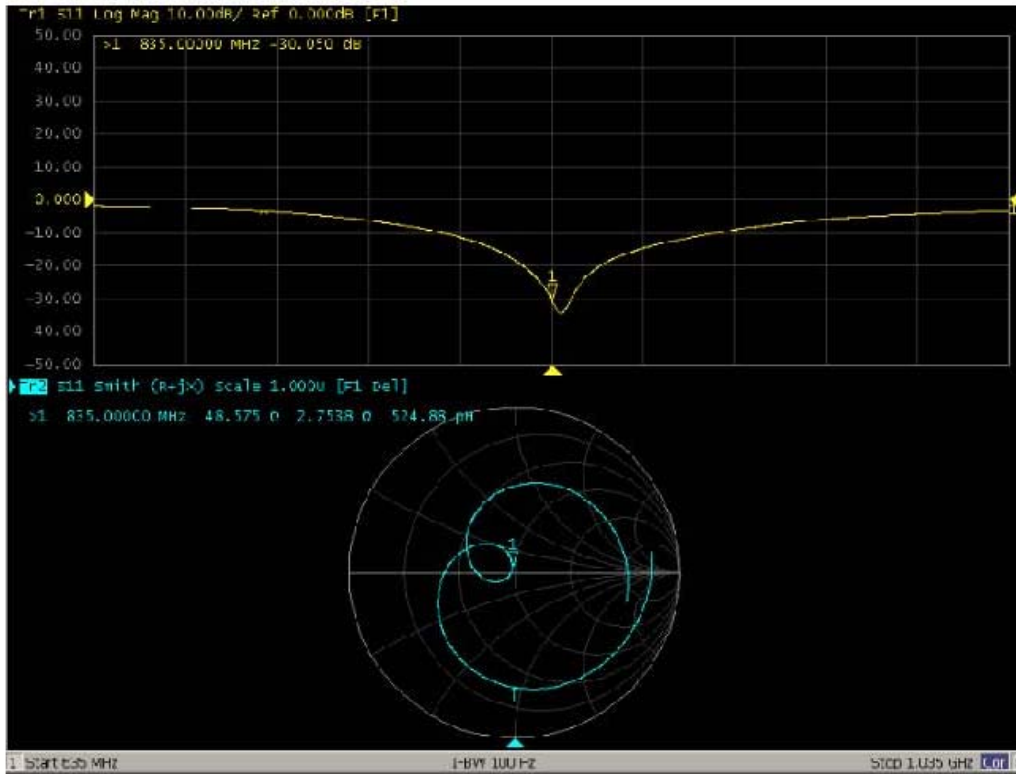 Tr1 S11 Log Mag 10.00dB/ Ref 0.000dB [F1]
50.00
>1 835.00000 MHz -30.050 dB
40.00
30.00
20.00
10.00
0.000
-10.00
-20.00
1
-30.00
40.00
-50.00
Tr2 S11 Smith (R+jX) Scale 1.000U [F1 Del]
>1 835.00000 MHz 48.575 Ω 2.7538 Ω 524.88 pH
1
1 Start 635 MHz IFBW 100 Hz Stop 1.035 GHz Cor